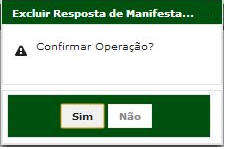 Excluir Resposta de Manifesta...
Confirmar Operação?
Sim
Não